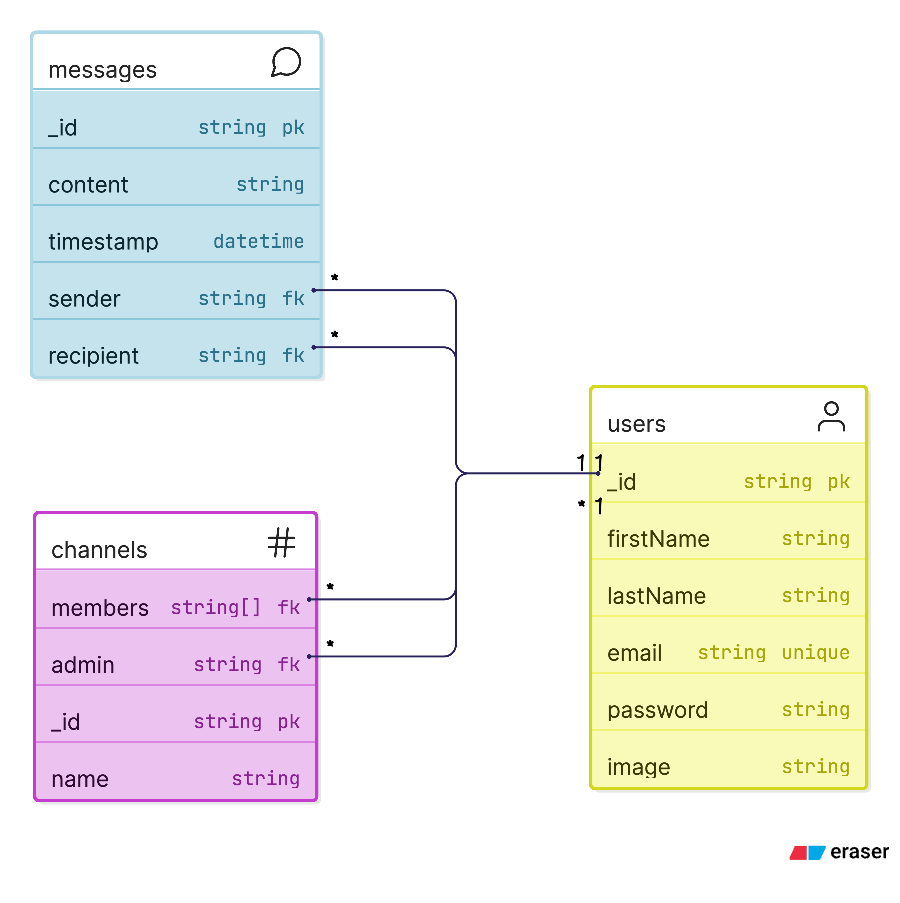 messages
_id string pk
content string
timestamp datetime
sender string fk *
recipient string fk *
channels #
members string[] fk *
admin string fk *
_id string pk
name string
users
1 1
_id string pk
* 1
firstName string
lastName string
email string unique
password string
image string
eraser